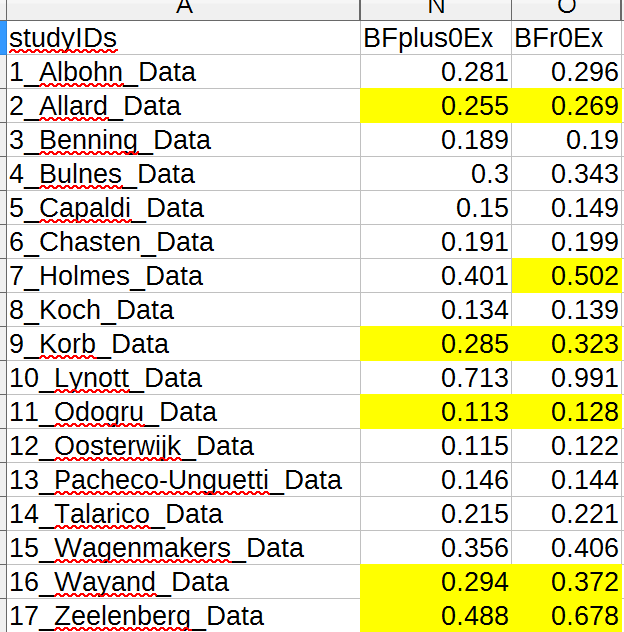 A N O
studyIDs BFplus0Ex BFr0Ex
1_Albohn_Data 0.281 0.296
2_Allard_Data 0.255 0.269
3_Benning_Data 0.189 0.19
4_Bulnes_Data 0.3 0.343
5_Capaldi_Data 0.15 0.149
6_Chasten_Data 0.191 0.199
7_Holmes_Data 0.401 0.502
8_Koch_Data 0.134 0.139
9_Korb_Data 0.285 0.323
10_Lynott_Data 0.713 0.991
11_Odogru_Data 0.113 0.128
12_Oosterwijk_Data 0.115 0.122
13_Pacheco-Unguetti_Data 0.146 0.144
14_Talarico_Data 0.215 0.221
15_Wagenmakers_Data 0.356 0.406
16_Wayand_Data 0.294 0.372
17_Zeelenberg_Data 0.488 0.678